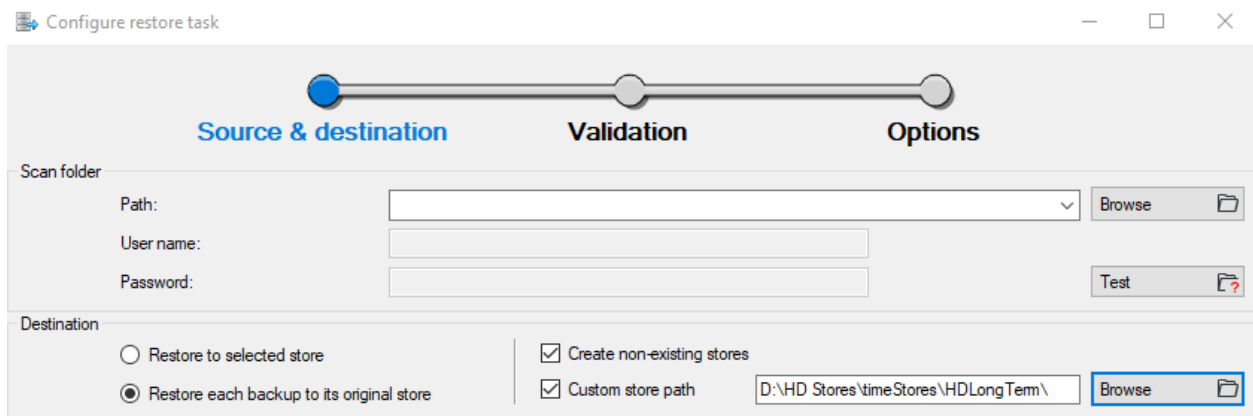 Configure restore task
Source & destination Validation Options
Scan folder
Path: Browse
User name:
Password: Test
Destination
Restore to selected store Create non-existing stores
Restore each backup to its original store Custom store path D:\HD Stores\timeStores\HDLongTerm\ Browse